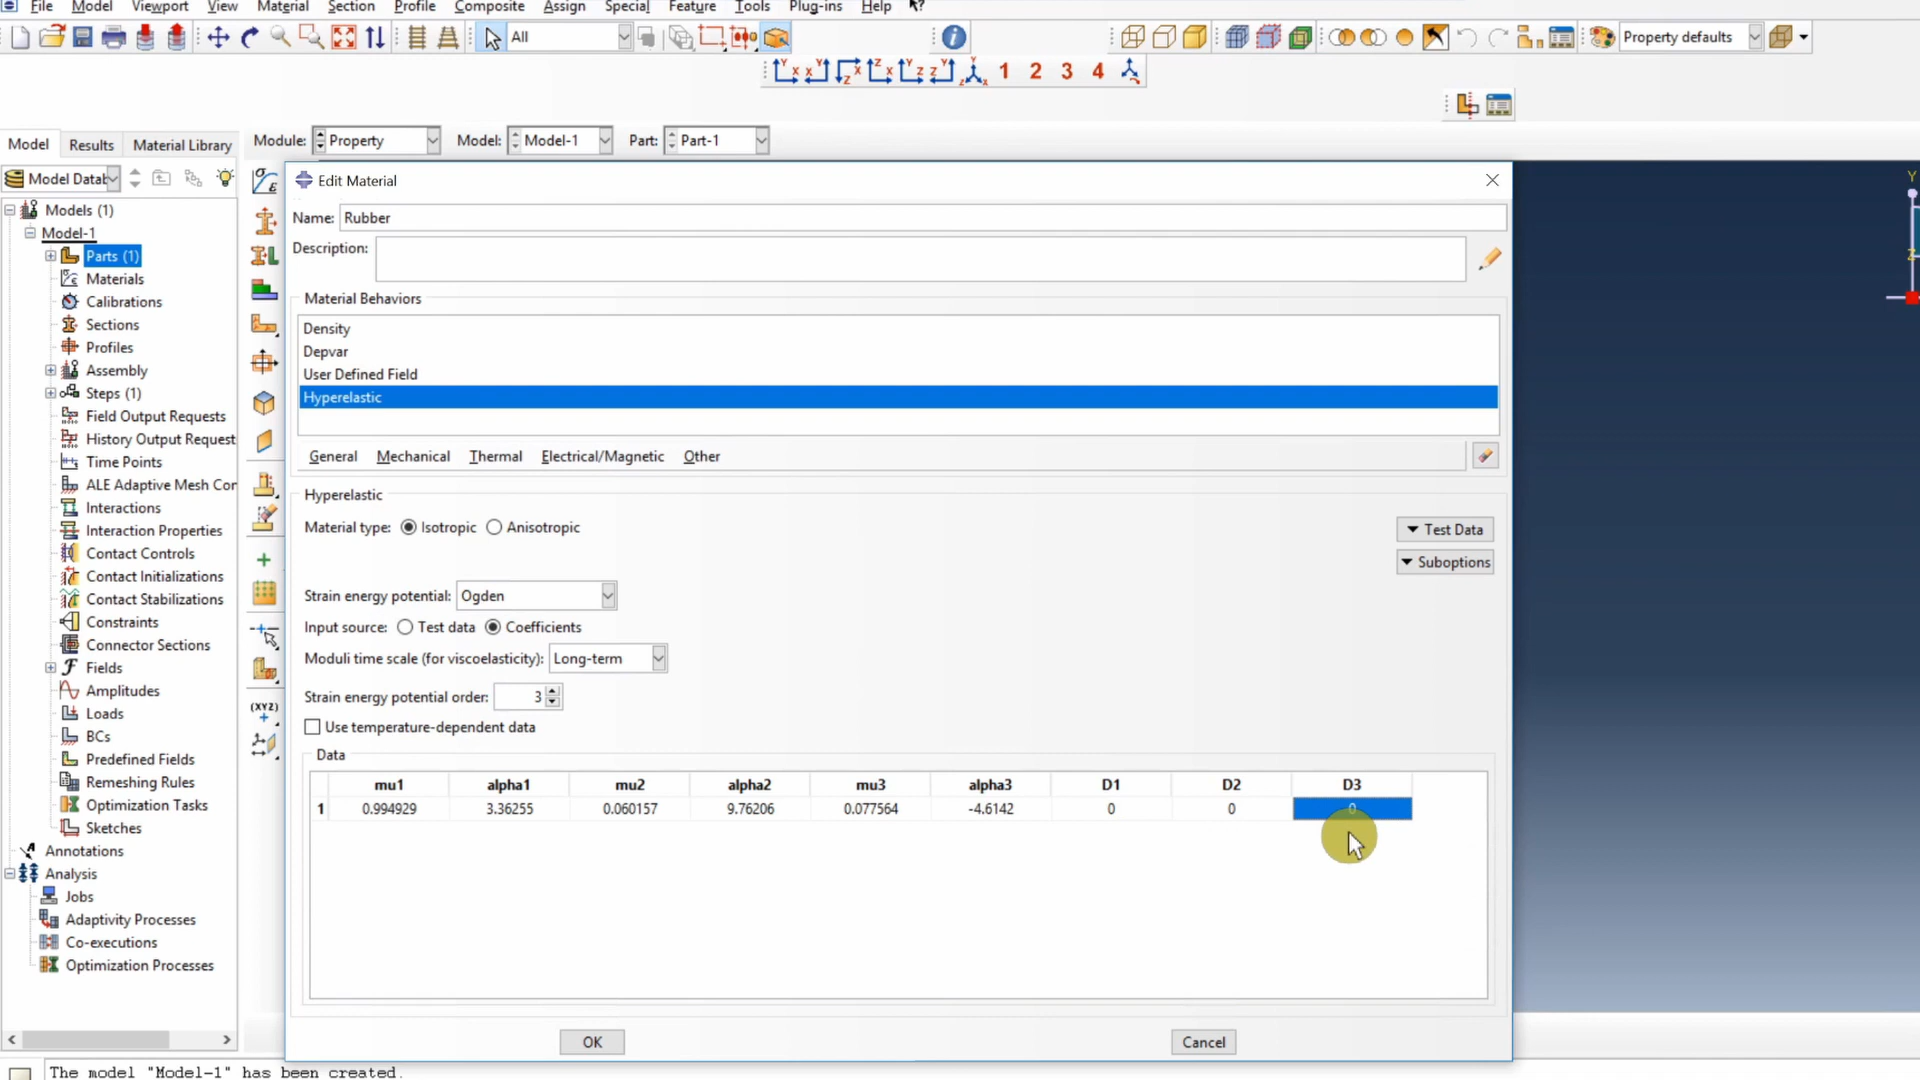 File Model Viewport View Material Section Profile Composite Assign Special Feature Tools Plug-ins Help
All
Property defaults
1 2 3 4
Model Results Material Library
Module: Property Model: Model-1 Part: Part-1
Model Datab
Models (1)
Model-1
Parts (1)
Materials
Calibrations
Sections
Profiles
Assembly
Steps (1)
Field Output Requests
History Output Request
Time Points
ALE Adaptive Mesh Con
Interactions
Interaction Properties
Contact Controls
Contact Initializations
Contact Stabilizations
Constraints
Connector Sections
Fields
Amplitudes
Loads
BCs
Predefined Fields
Remeshing Rules
Optimization Tasks
Sketches
Annotations
Analysis
Jobs
Adaptivity Processes
Co-executions
Optimization Processes
(XYZ)
Edit Material
Name: Rubber
Description:
Material Behaviors
Density
Depvar
User Defined Field
Hyperelastic
General Mechanical Thermal Electrical/Magnetic Other
Hyperelastic
Material type: Isotropic Anisotropic
Test Data
Suboptions
Strain energy potential: Ogden
Input source: Test data Coefficients
Moduli time scale (for viscoelasticity): Long-term
Strain energy potential order: 3
Use temperature-dependent data
Data
mu1 alpha1 mu2 alpha2 mu3 alpha3 D1 D2 D3
1 0.994929 3.36255 0.060157 9.76206 0.077564 -4.6142 0 0 0
OK Cancel
Y
Z
The model "Model-1" has been created.